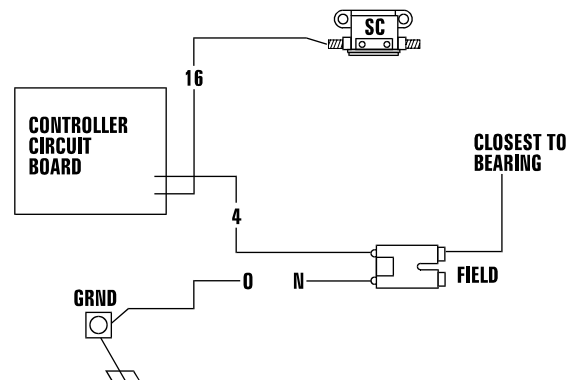 SC
16
CONTROLLER
CIRCUIT
BOARD
CLOSEST TO
BEARING
4
0
N
FIELD
GRND